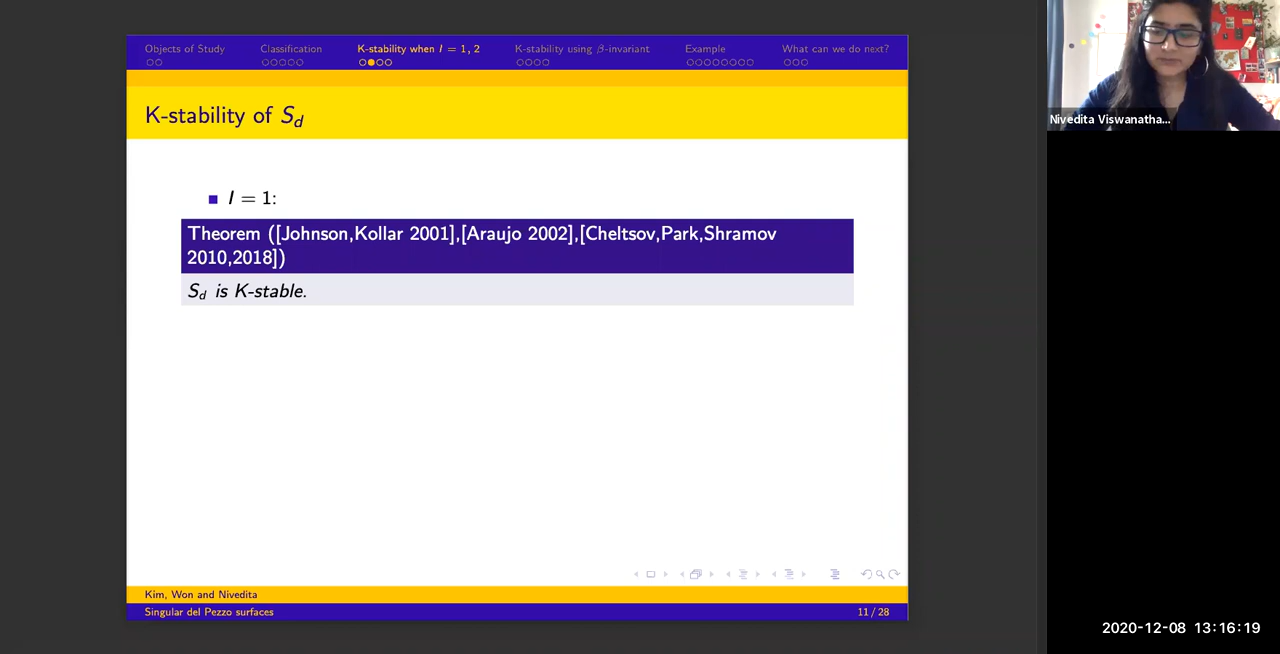 Objects of Study
Classification
K-stability when I = 1, 2
K-stability using β-invariant
Example
What can we do next?
K-stability of S_d
I = 1:
Theorem ([Johnson,Kollar 2001],[Araujo 2002],[Cheltsov,Park,Shramov
2010,2018])
S_d is K-stable.
Kim, Won and Nivedita
Singular del Pezzo surfaces
11 / 28
Nivedita Viswanatha...
2020-12-08 13:16:19